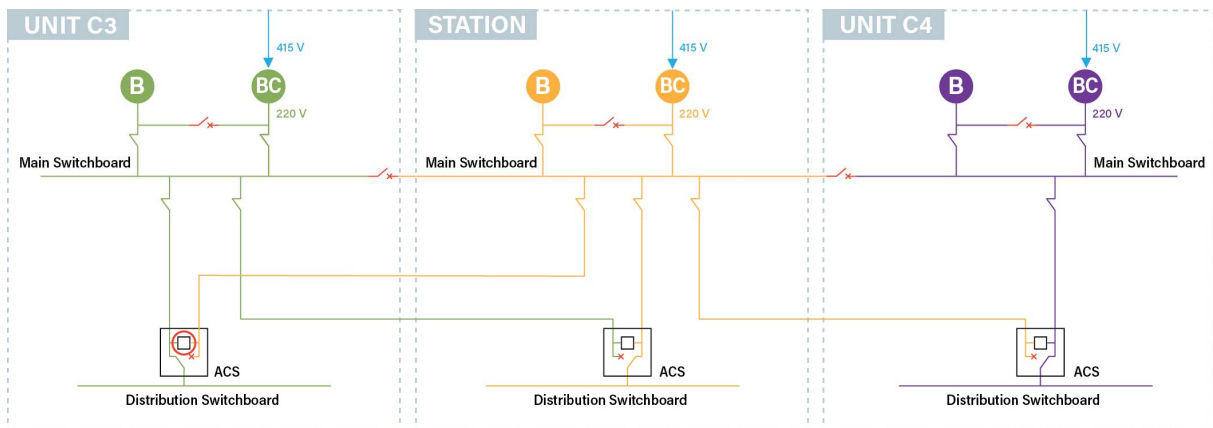 UNIT C3
STATION
UNIT C4
415 V
415 V
415 V
B
BC
B
BC
B
BC
220 V
220 V
220 V
Main Switchboard
Main Switchboard
Main Switchboard
ACS
ACS
ACS
Distribution Switchboard
Distribution Switchboard
Distribution Switchboard